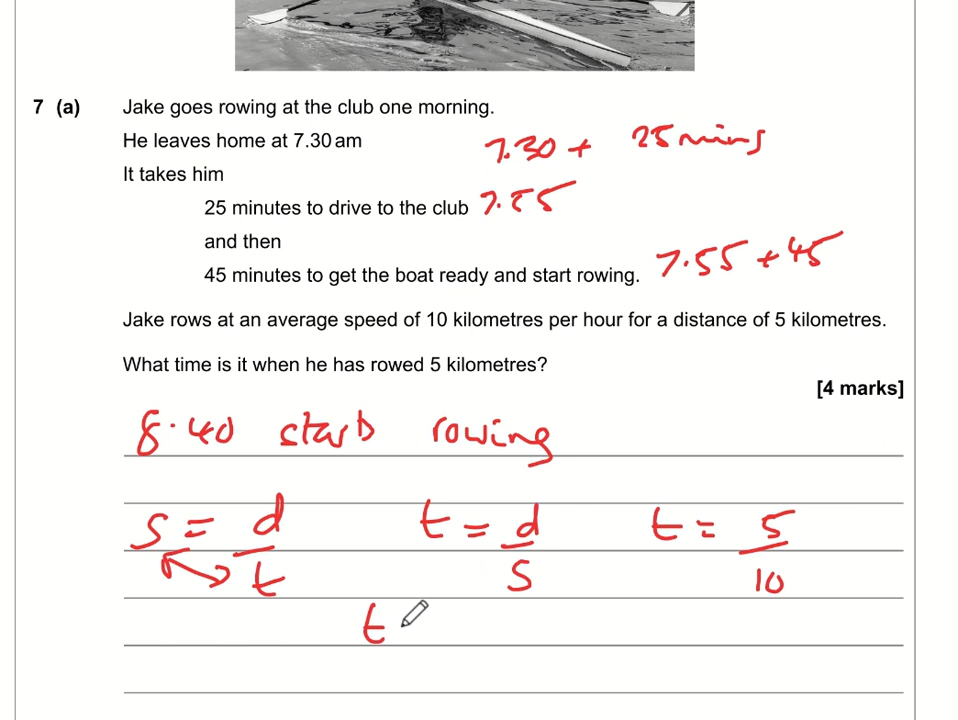 7 (a) Jake goes rowing at the club one morning.
He leaves home at 7.30 am 7.30 + 25 mins
It takes him
25 minutes to drive to the club 7.55
and then
45 minutes to get the boat ready and start rowing. 7.55 + 45
Jake rows at an average speed of 10 kilometres per hour for a distance of 5 kilometres.
What time is it when he has rowed 5 kilometres?
[4 marks]
8.40 starts rowing
s = d/t t = d/s t = 5/10
t